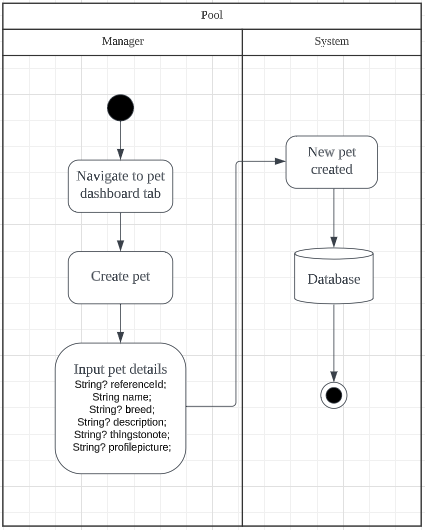 Pool
Manager
System
Navigate to pet
dashboard tab
Create pet
Input pet details
String? referenceId;
String name;
String? breed;
String? description;
String? thingstonote;
String? profilepicture;
New pet
created
Database